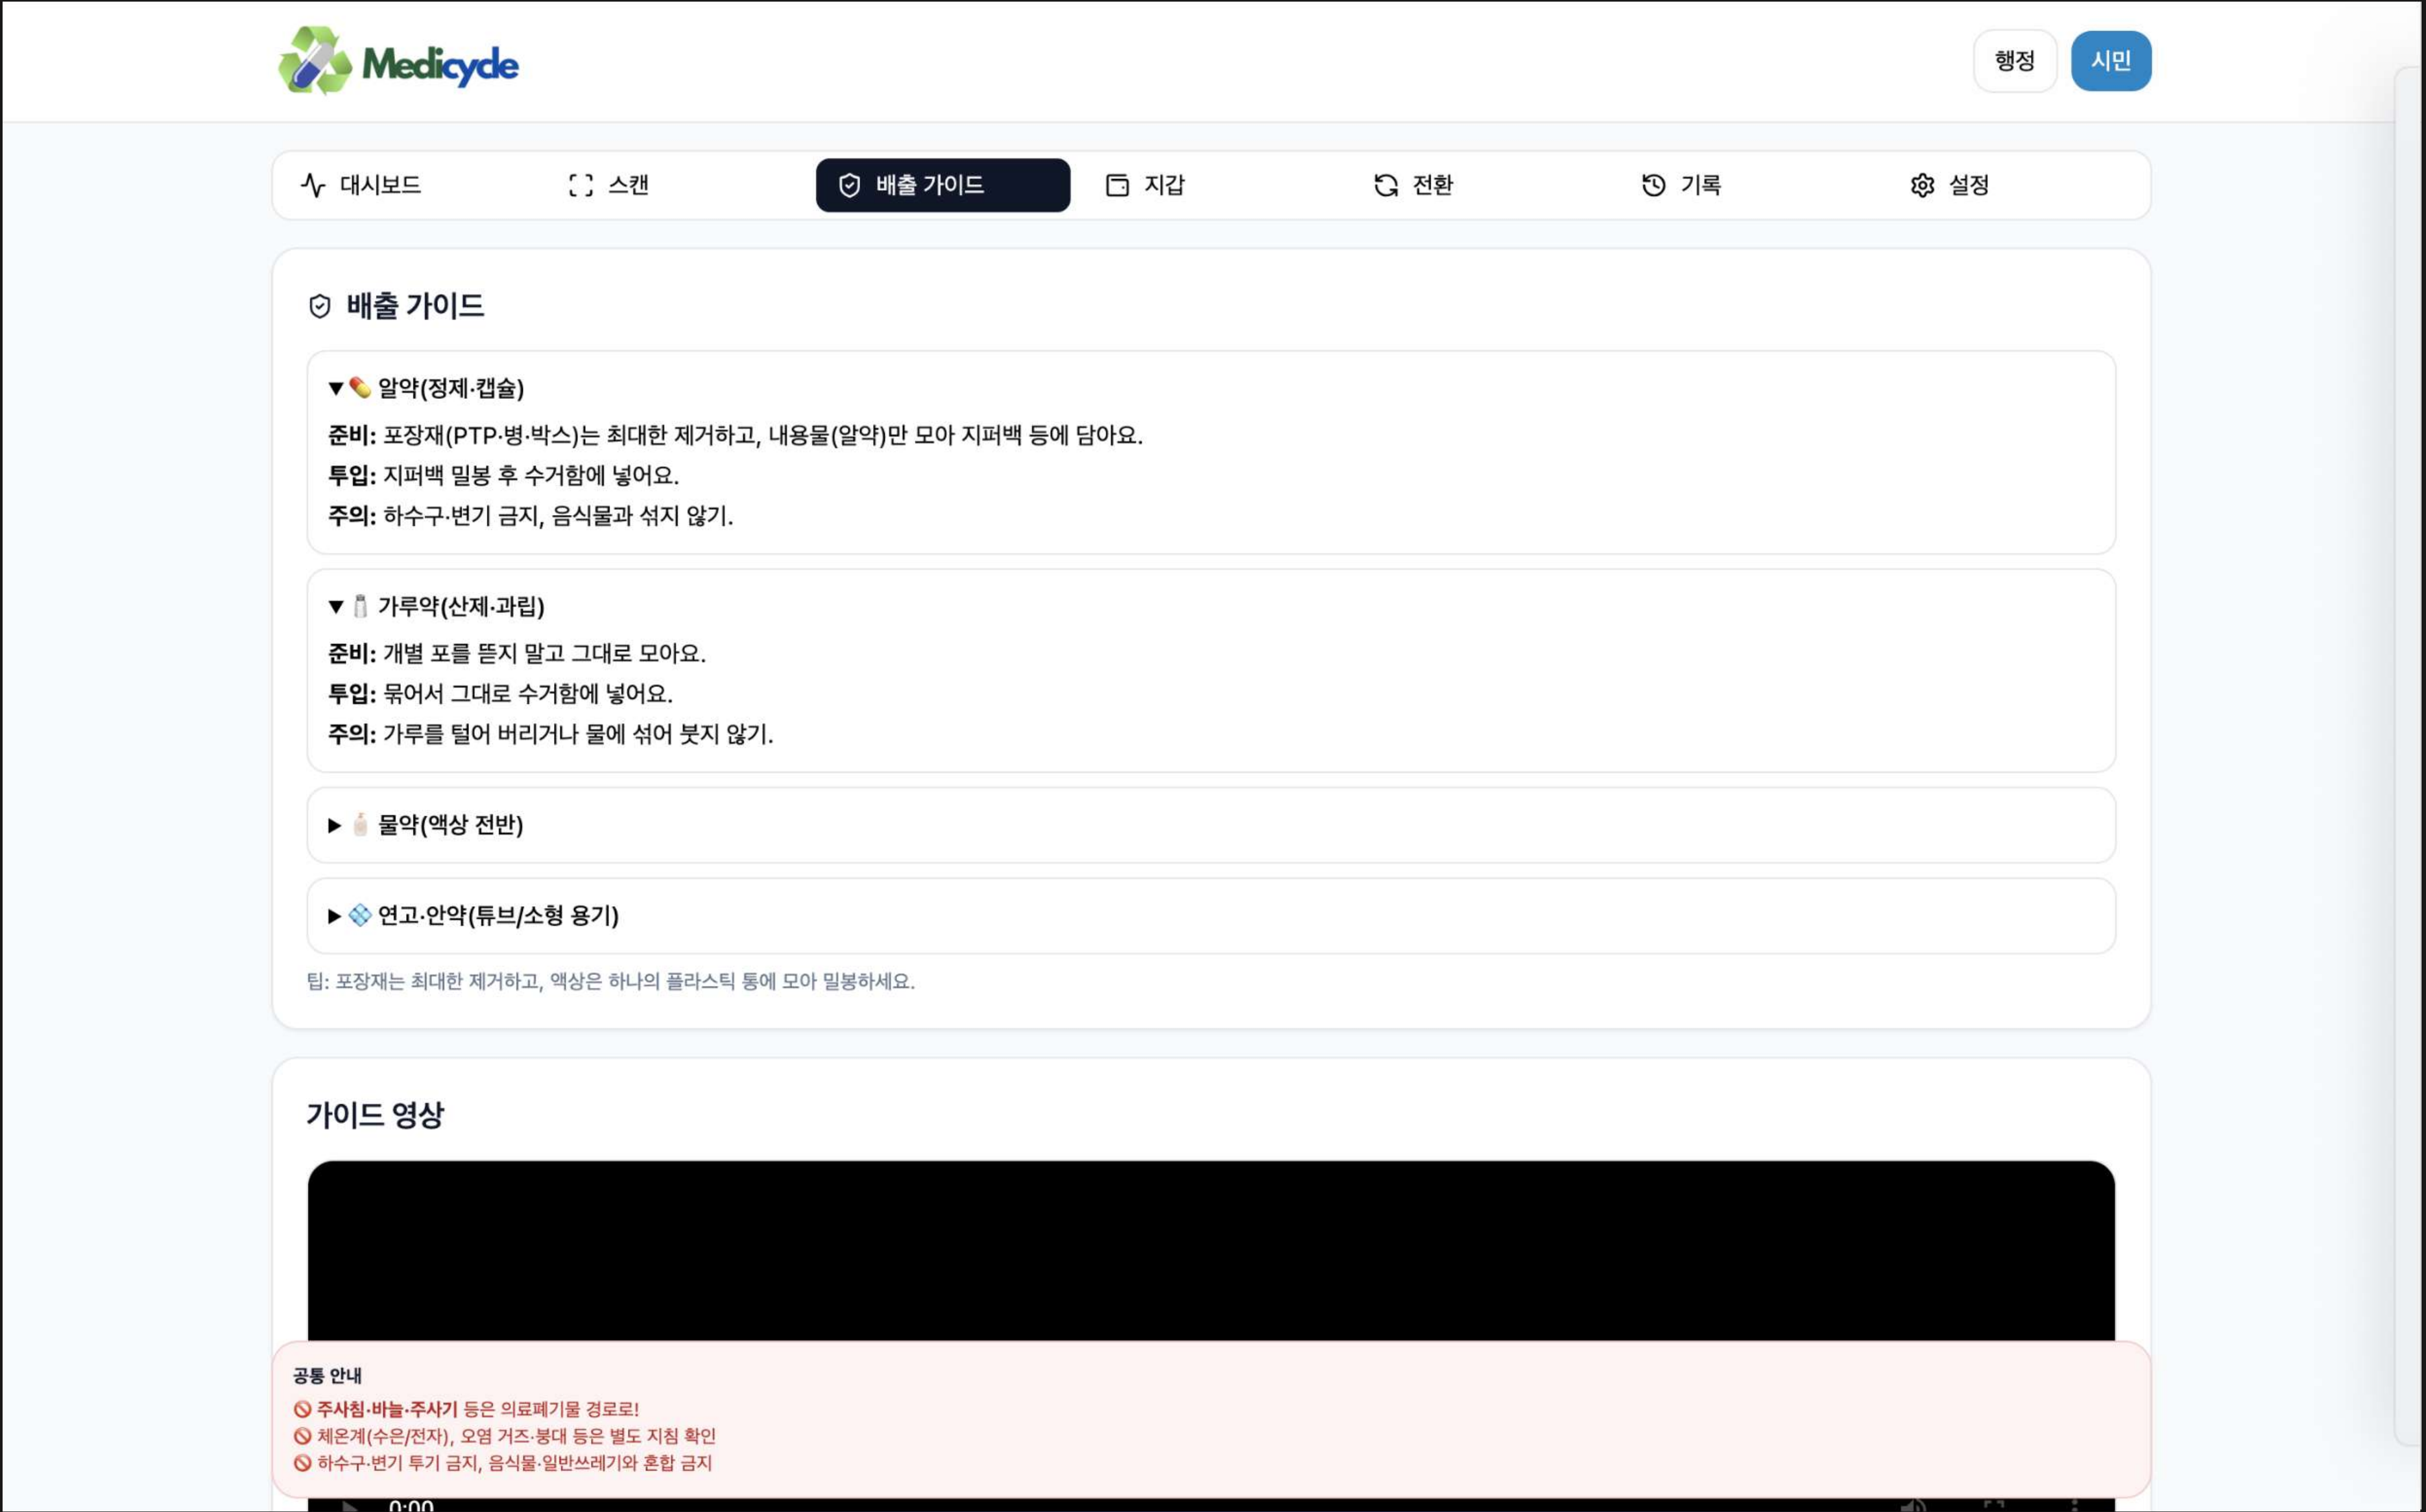 Medicycle
행정
시민
대시보드
스캔
배출 가이드
지갑
전환
기록
설정
배출 가이드
▼💊 알약(정제·캡슐)
준비: 포장재(PTP·병·박스)는 최대한 제거하고, 내용물(알약)만 모아 지퍼백 등에 담아요.
투입: 지퍼백 밀봉 후 수거함에 넣어요.
주의: 하수구·변기 금지, 음식물과 섞지 않기.
▼🧂 가루약(산제·과립)
준비: 개별 포를 뜯지 말고 그대로 모아요.
투입: 묶어서 그대로 수거함에 넣어요.
주의: 가루를 털어 버리거나 물에 섞어 붓지 않기.
▶🧴 물약(액상 전반)
▶💠 연고·안약(튜브/소형 용기)
팁: 포장재는 최대한 제거하고, 액상은 하나의 플라스틱 통에 모아 밀봉하세요.
가이드 영상
공통 안내
🚫 주사침·바늘·주사기 등은 의료폐기물 경로로!
🚫 체온계(수은/전자), 오염 거즈·붕대 등은 별도 지침 확인
🚫 하수구·변기 투기 금지, 음식물·일반쓰레기와 혼합 금지
0:00